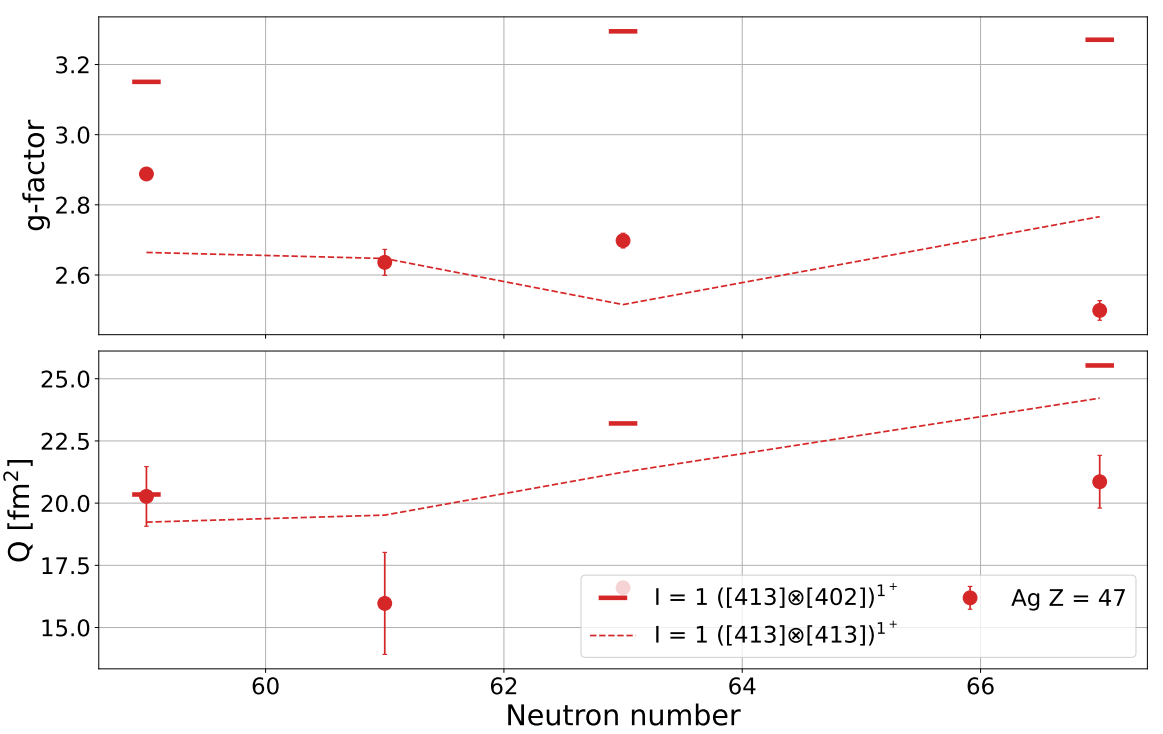 g-factor
3.2
3.0
2.8
2.6
Q [fm²]
25.0
22.5
20.0
17.5
15.0
I = 1 ([413]⊗[402])¹⁺
I = 1 ([413]⊗[413])¹⁺
Ag Z = 47
60 62 64 66
Neutron number